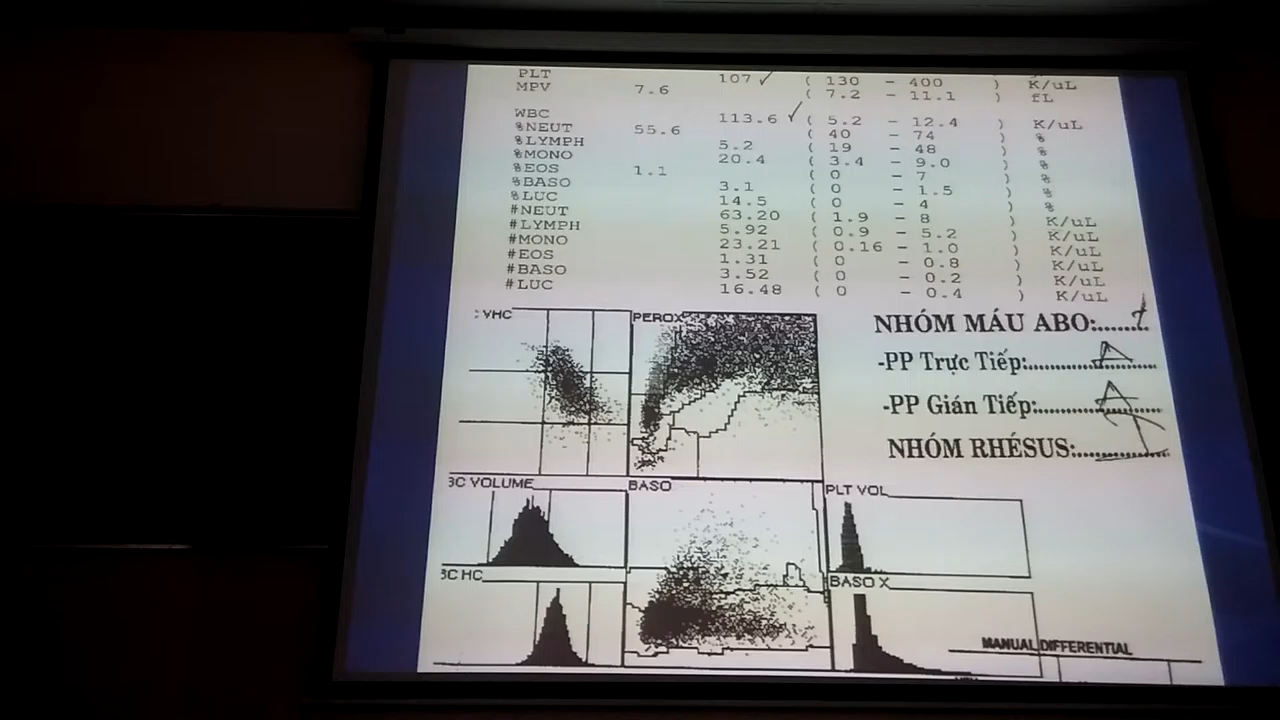 PLT 107 ✓ ( 130 - 400 ) K/uL
MPV 7.6 ( 7.2 - 11.1 ) fL
WBC 113.6 ✓ ( 5.2 - 12.4 ) K/uL
%NEUT 55.6 ( 40 - 74 ) %
%LYMPH 5.2 ( 19 - 48 ) %
%MONO 20.4 ( 3.4 - 9.0 ) %
%EOS 1.1 ( 0 - 7 ) %
%BASO 3.1 ( 0 - 1.5 ) %
%LUC 14.5 ( 0 - 4 ) %
#NEUT 63.20 ( 1.9 - 8 ) K/uL
#LYMPH 5.92 ( 0.9 - 5.2 ) K/uL
#MONO 23.21 ( 0.16 - 1.0 ) K/uL
#EOS 1.31 ( 0 - 0.8 ) K/uL
#BASO 3.52 ( 0 - 0.2 ) K/uL
#LUC 16.48 ( 0 - 0.4 ) K/uL
VHC
PEROX
NHÓM MÁU ABO:......
-PP Trực Tiếp:.......A.......
-PP Gián Tiếp:.......A.......
NHÓM RHÉSUS:.............
BC VOLUME
BASO
PLT VOL
BC HC
BASO X
MANUAL DIFFERENTIAL